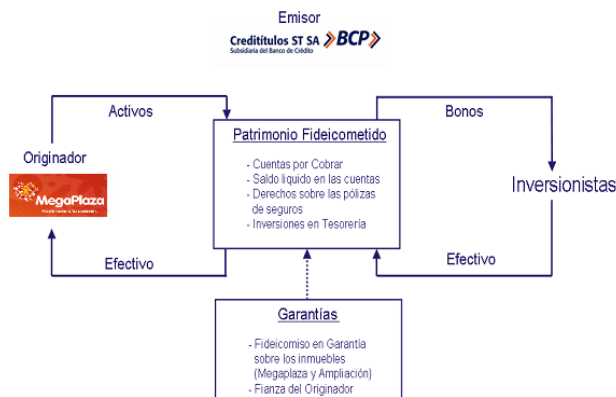 Emisor
Creditítulos ST SA BCP
Subsidiaria del Banco de Crédito
Activos
Bonos
Patrimonio Fideicometido
- Cuentas por Cobrar
- Saldo líquido en las cuentas
- Derechos sobre las pólizas
de seguros
- Inversiones en Tesorería
Originador
MegaPlaza
Inversionistas
Efectivo
Efectivo
Garantías
- Fideicomiso en Garantía
sobre los inmuebles
(Megaplaza y Ampliación)
- Fianza del Originador